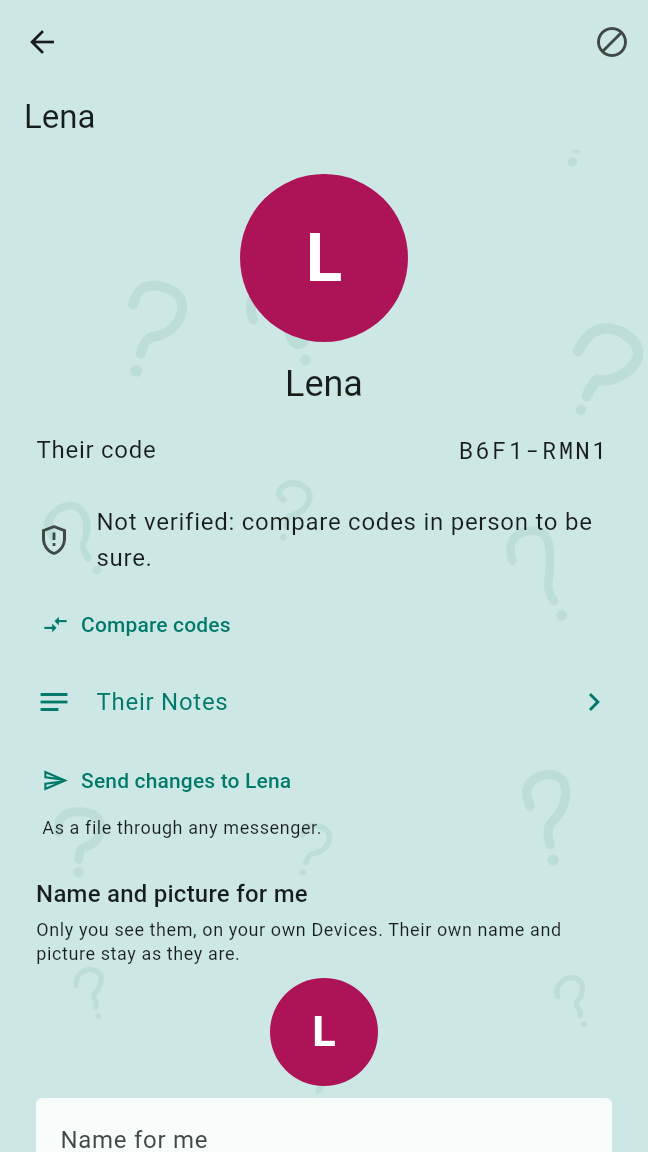 Lena
L
Lena
Their code B6F1-RMN1
Not verified: compare codes in person to be
sure.
Compare codes
Their Notes
Send changes to Lena
As a file through any messenger.
Name and picture for me
Only you see them, on your own Devices. Their own name and
picture stay as they are.
L
Name for me